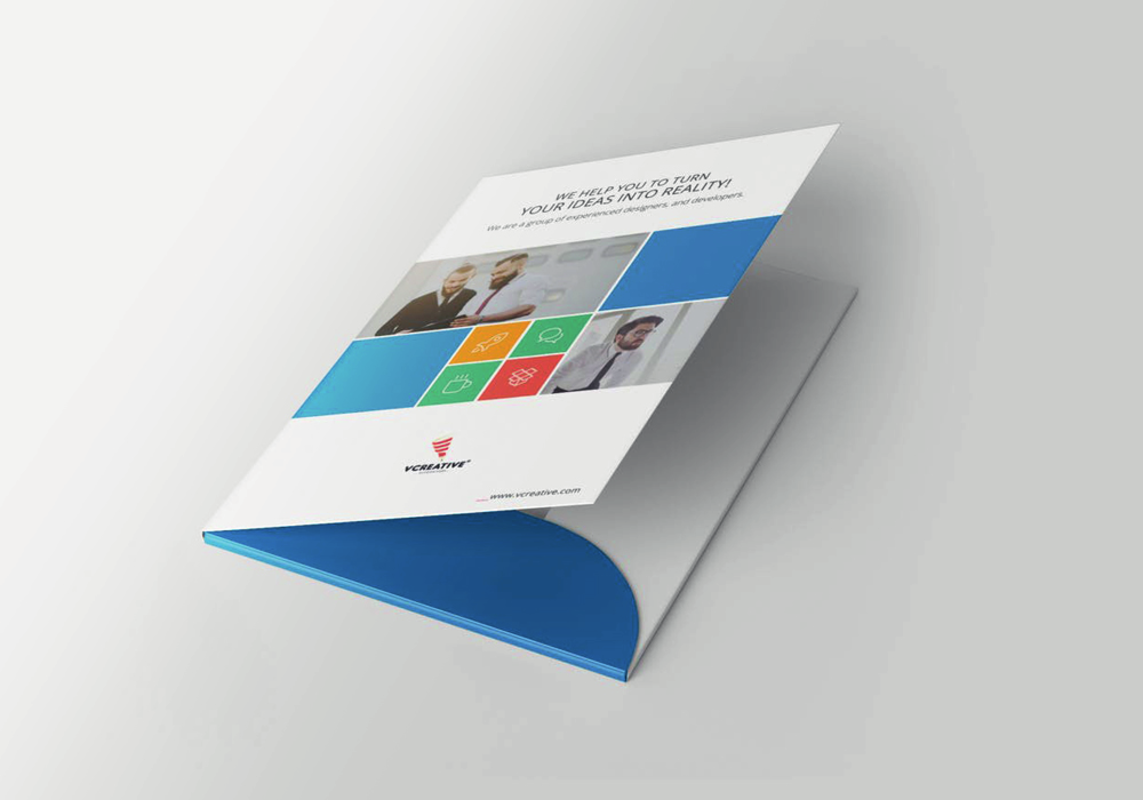 WE HELP YOU TO TURN
YOUR IDEAS INTO REALITY!
We are a group of experienced designers, and developers.
VCREATIVE
www.vcreative.com